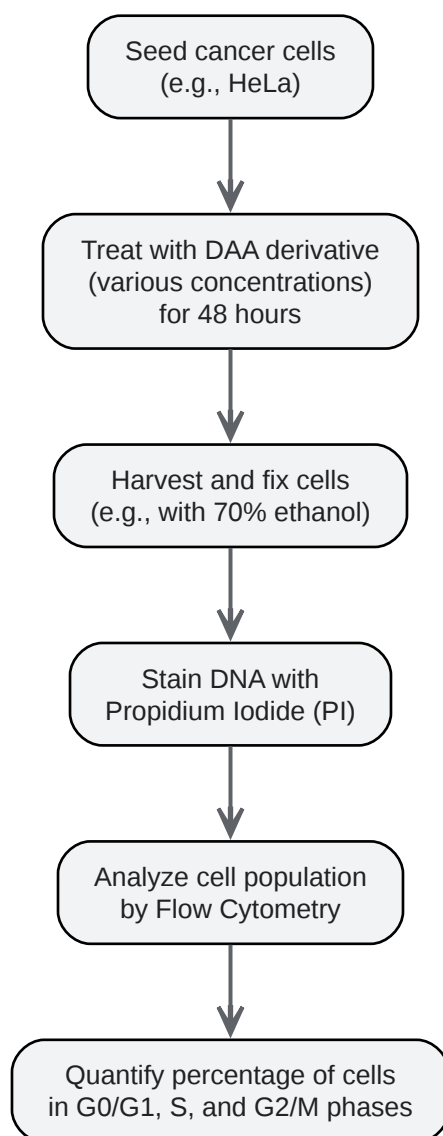 Seed cancer cells
(e.g., HeLa)
Treat with DAA derivative
(various concentrations)
for 48 hours
Harvest and fix cells
(e.g., with 70% ethanol)
Stain DNA with
Propidium Iodide (PI)
Analyze cell population
by Flow Cytometry
Quantify percentage of cells
in G0/G1, S, and G2/M phases